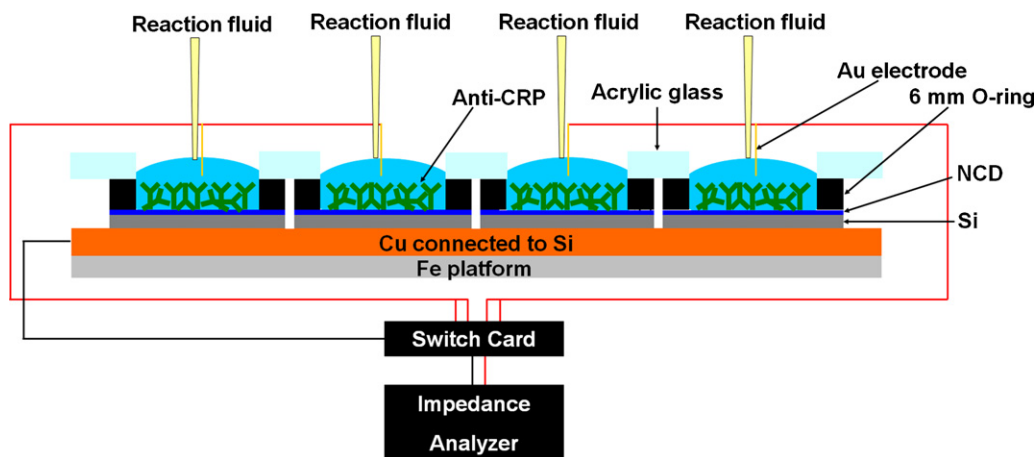 Reaction fluid
Reaction fluid
Reaction fluid
Reaction fluid
Au electrode
Anti-CRP
Acrylic glass
6 mm O-ring
NCD
Si
Cu connected to Si
Fe platform
Switch Card
Impedance
Analyzer